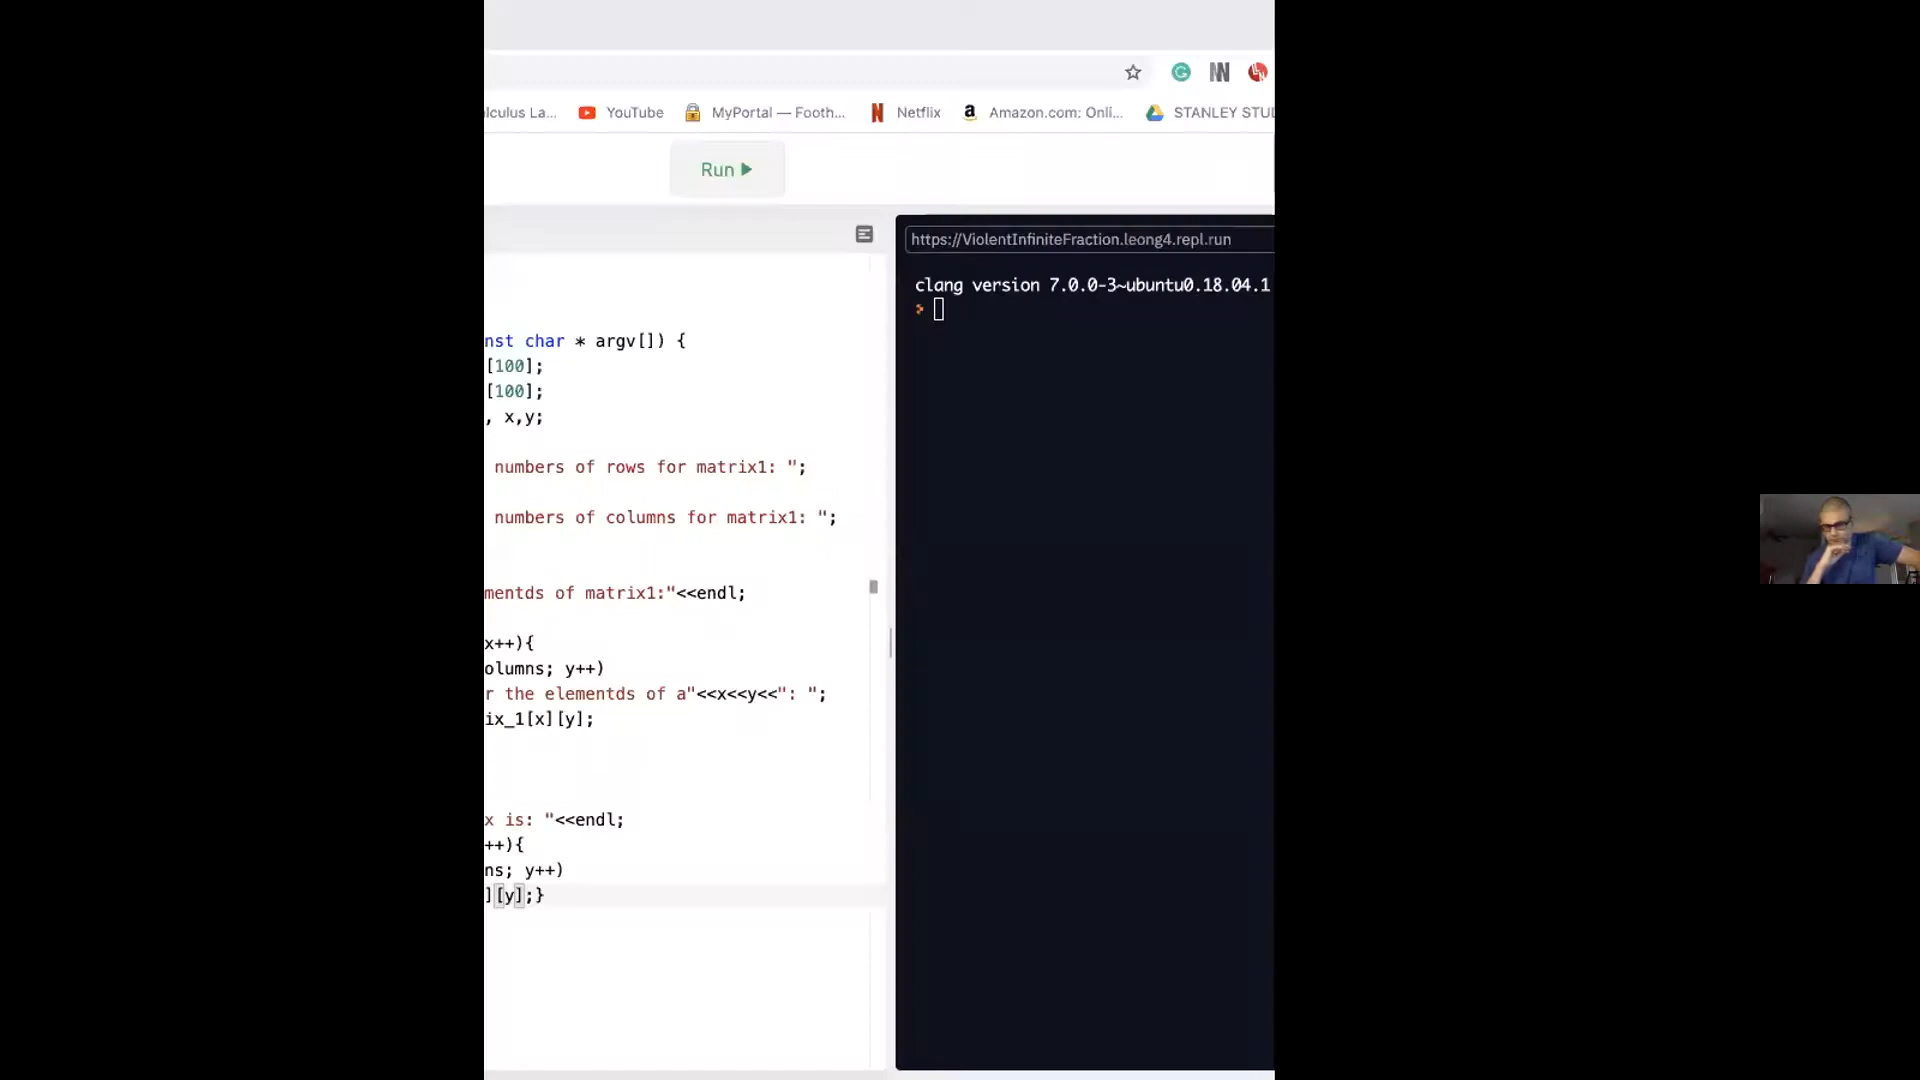 lculus La... YouTube MyPortal — Footh... Netflix Amazon.com: Onli... STANLEY STUD
Run
https://ViolentInfiniteFraction.leong4.repl.run
clang version 7.0.0-3~ubuntu0.18.04.1
nst char * argv[]) {
[100];
[100];
, x,y;
numbers of rows for matrix1: ";
numbers of columns for matrix1: ";
mentds of matrix1:"<<endl;
x++){
olumns; y++)
r the elementds of a"<<x<<y<<": ";
ix_1[x][y];
x is: "<<endl;
++){
ns; y++)
][y];}